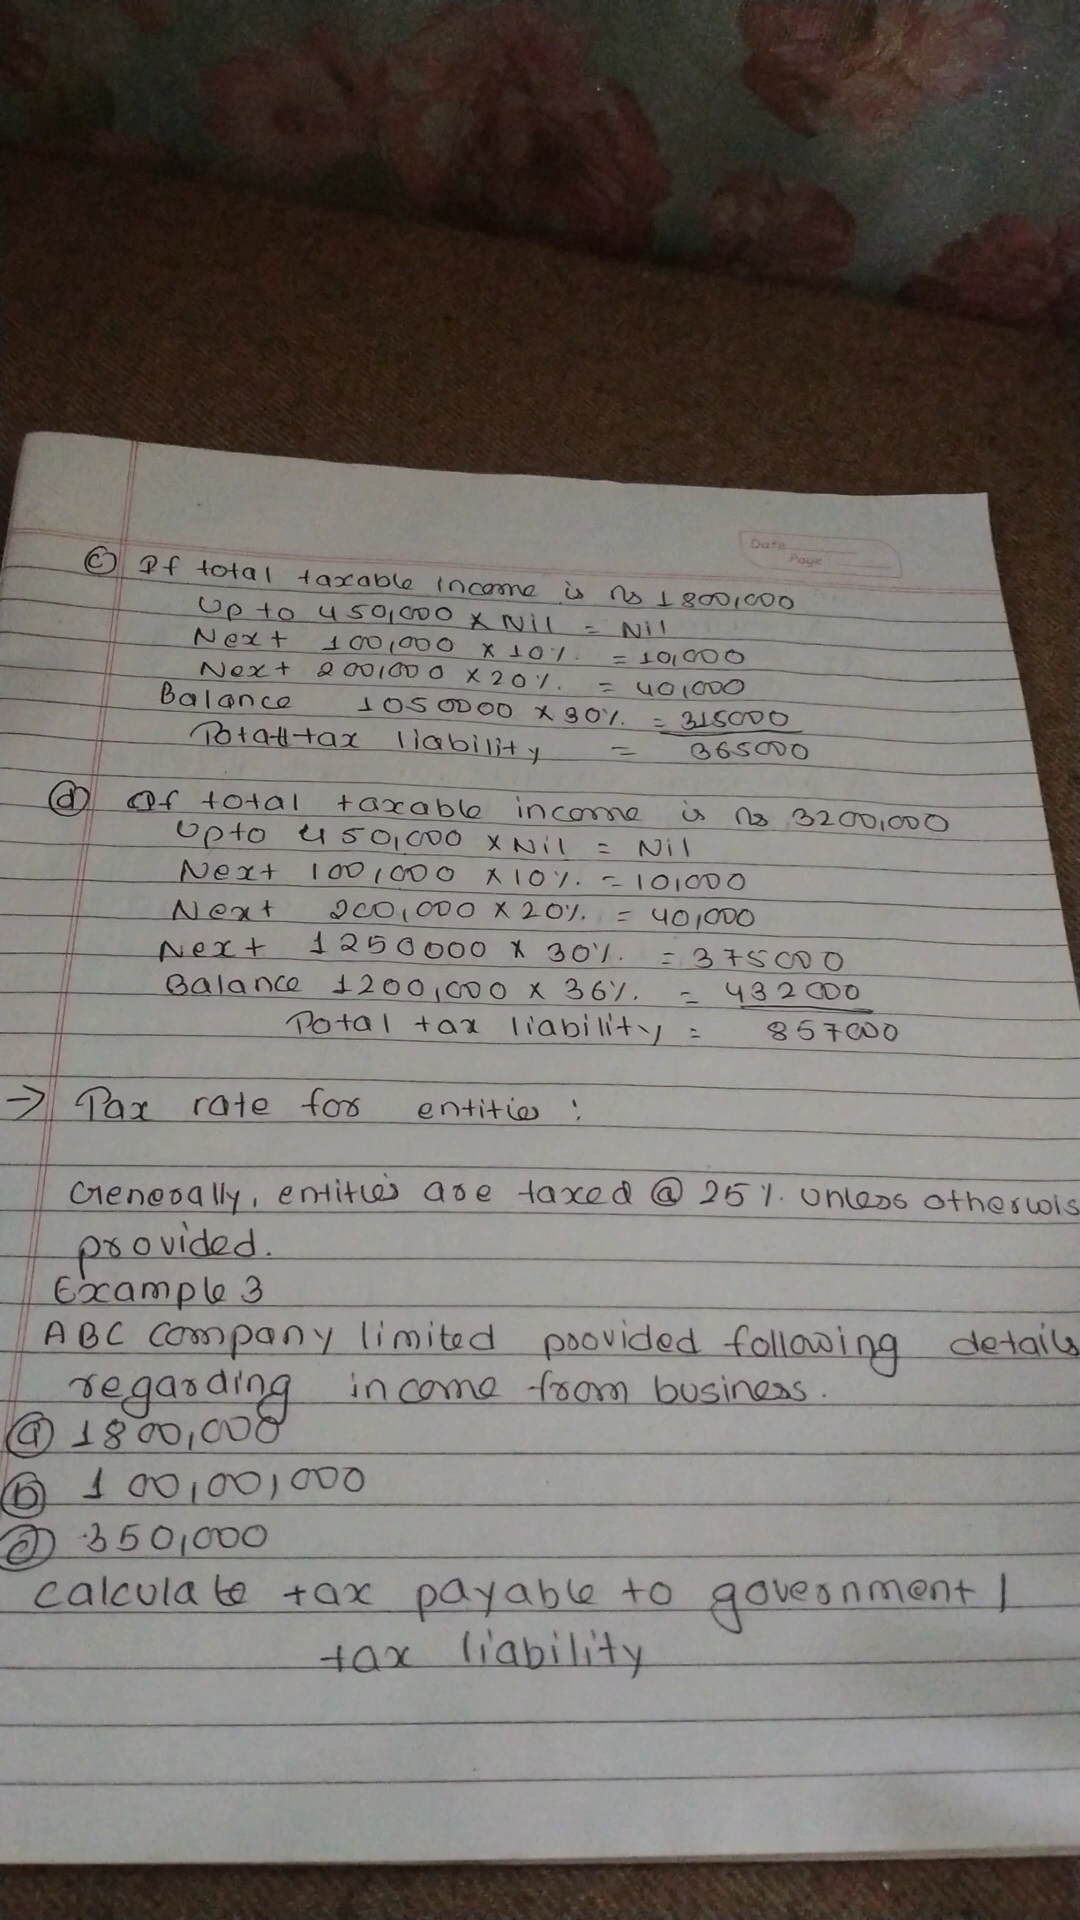 Date
Page
(c) If total taxable income is rs 1800,000
Up to 450,000 x Nil = Nil
Next 100,000 x 10% = 10,000
Next 200,000 x 20% = 40,000
Balance 1050000 x 30% = 315000
Total tax liability = 365000
(d) If total taxable income is rs 3200,000
Upto 450,000 x Nil = Nil
Next 100,000 x 10% = 10,000
Next 200,000 x 20% = 40,000
Next 1250000 x 30% = 375000
Balance 1200,000 x 36% = 432000
Total tax liability = 857000
→ Tax rate for entities :
Generally, entities are taxed @ 25% unless otherwis
provided.
Example 3
ABC company limited provided following details
regarding income from business.
(a) 1800,000
(b) 100,00,000
(c) 350,000
calculate tax payable to government /
tax liability